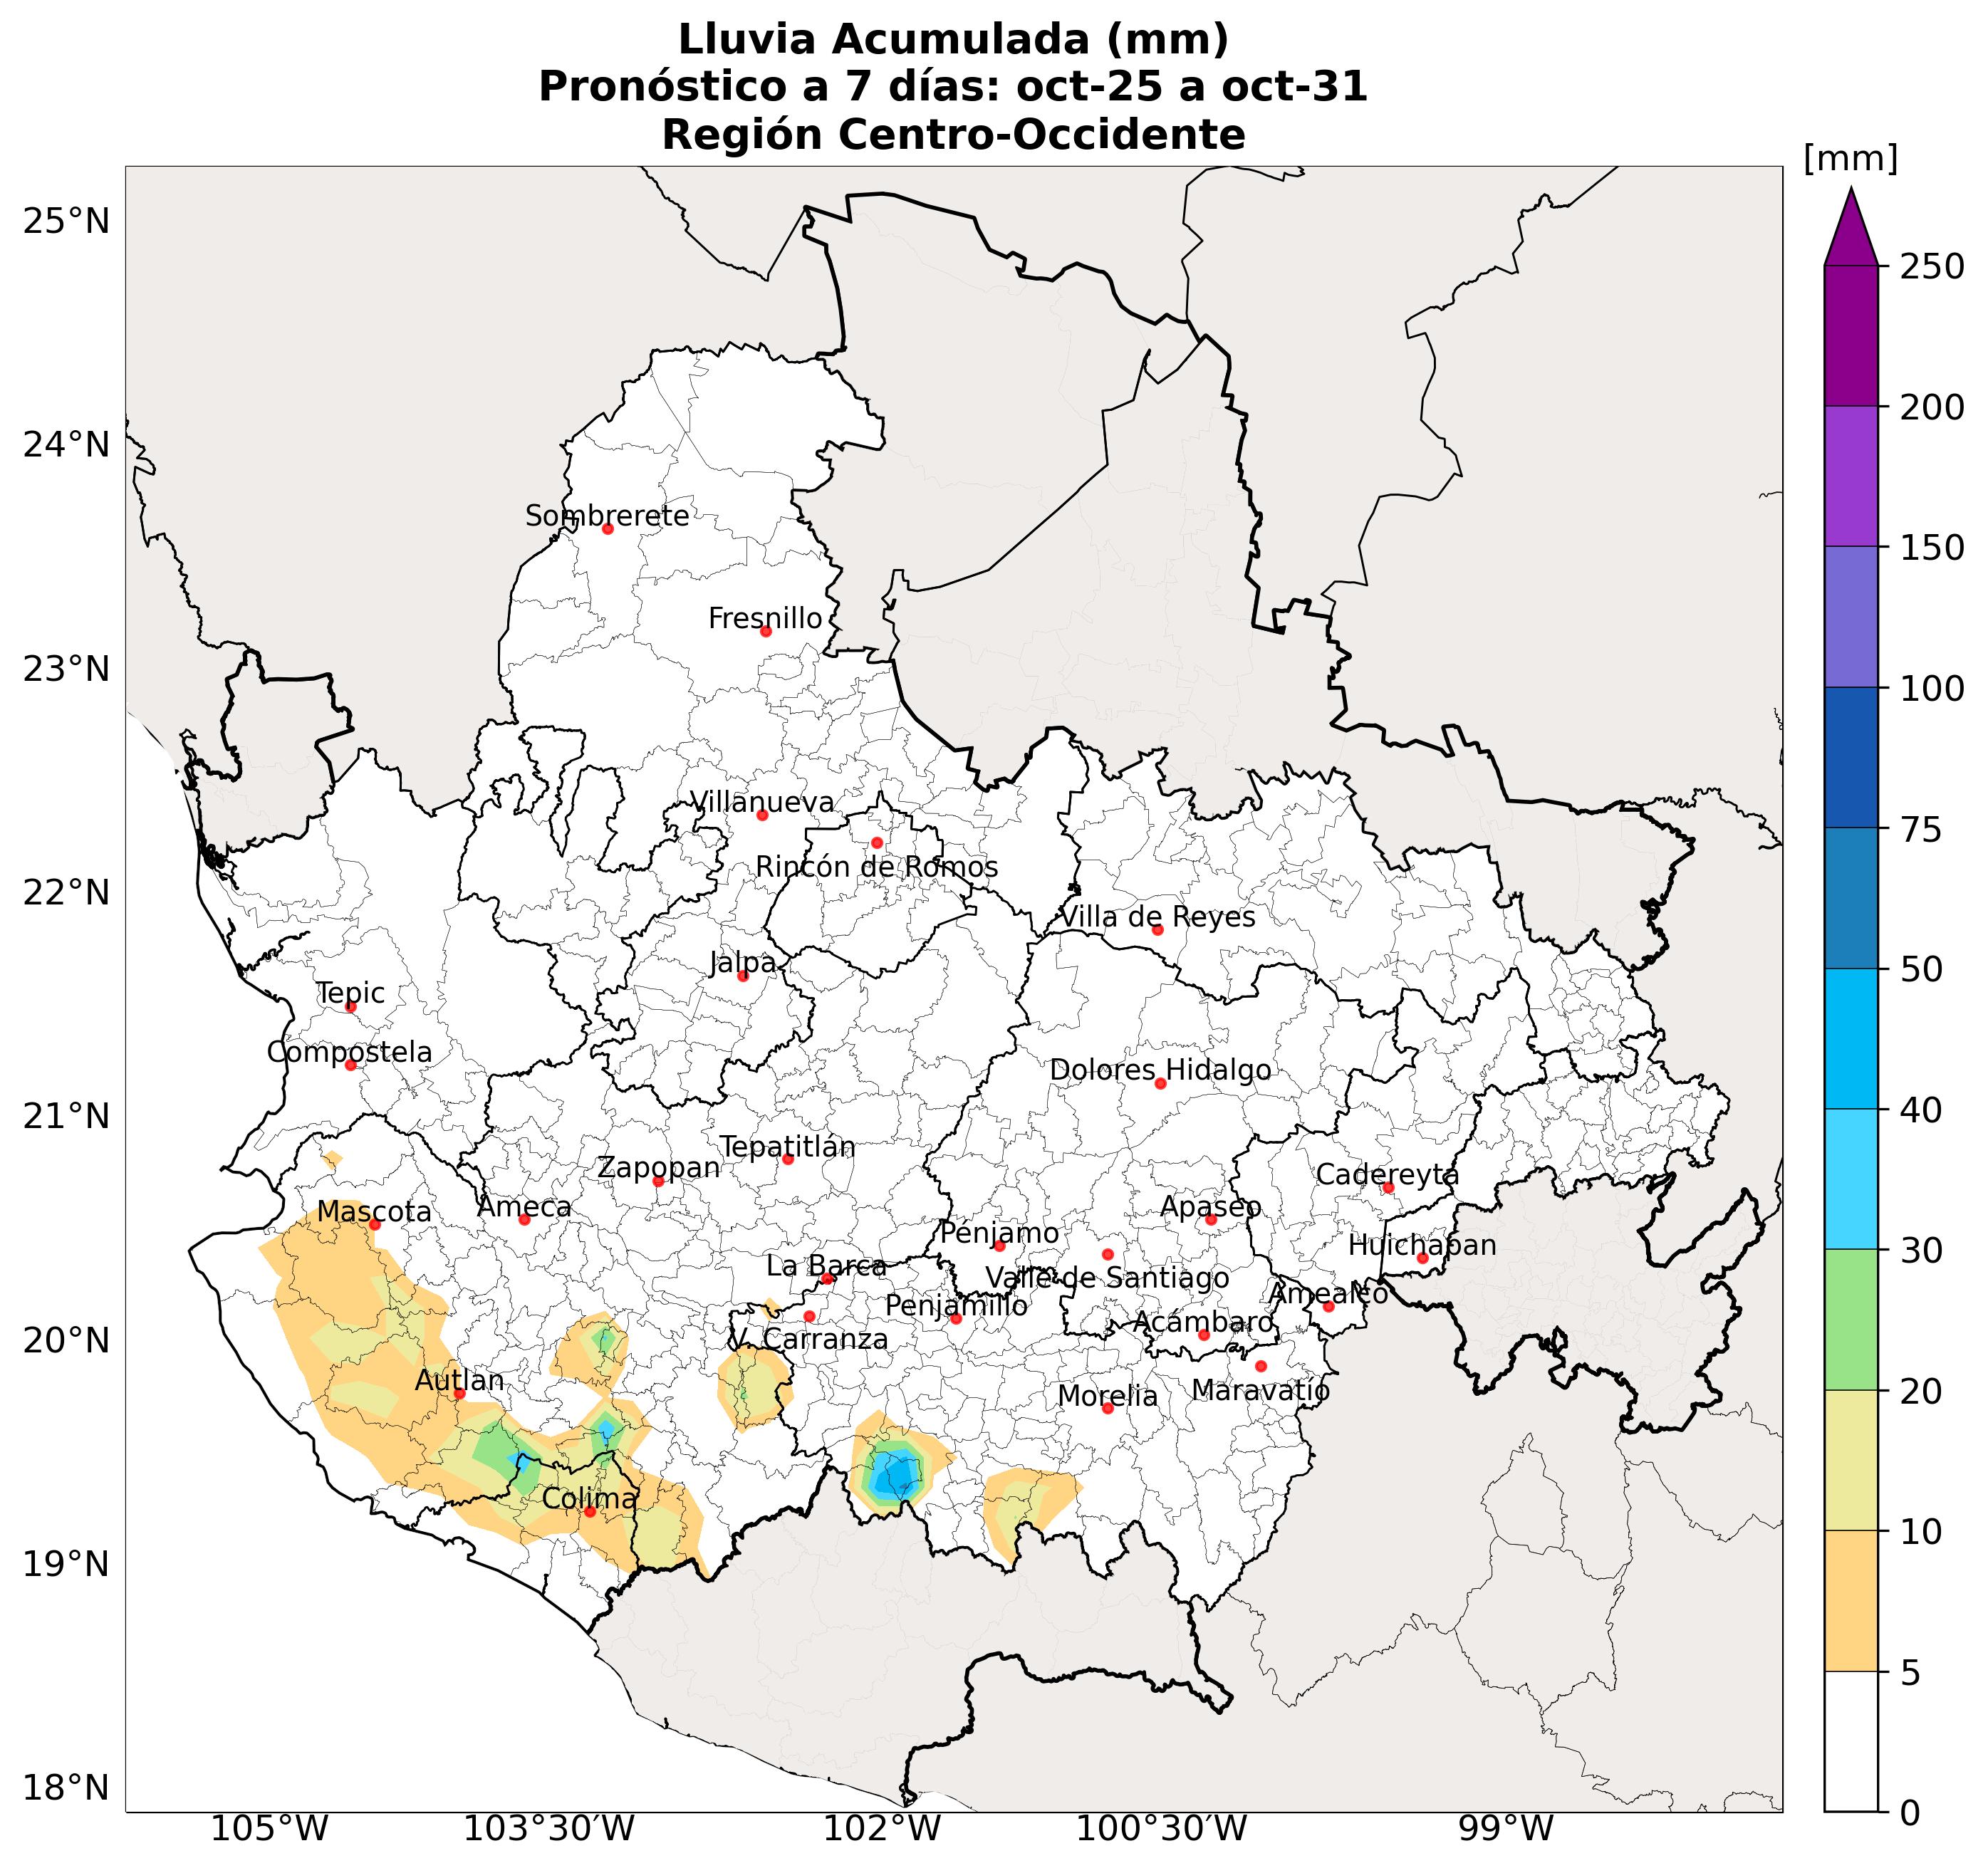 Lluvia Acumulada (mm)
Pronóstico a 7 días: oct-25 a oct-31
Región Centro-Occidente
[mm]
25°N
250
200
24°N
Sombrerete
150
Fresnillo
23°N
100
Villanueva
75
Rincón de Romos
22°N
Villa de Reyes
Jalpa
50
Tepic
Compostela
Dolores Hidalgo
21°N
40
Tepatitlán
Zapopan
Cadereyta
Ameca
Apaseo
Mascota
Pénjamo
Huichapan
30
La Barca
Valle de Santiago
Amealco
Penjamillo
Acámbaro
20°N
V. Carranza
Autlan
Maravatío
20
Morelia
Colima
10
19°N
5
18°N
0
105°W
103°30'W
102°W
100°30'W
99°W